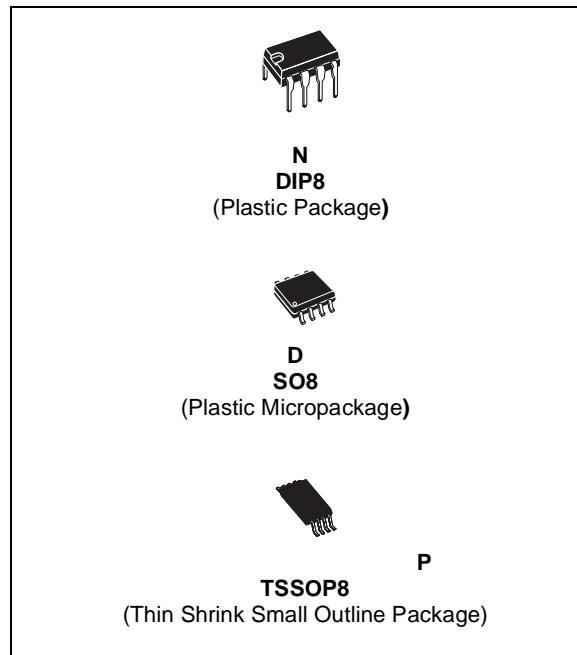 N
DIP8
(Plastic Package)
D
SO8
(Plastic Micropackage)
P
TSSOP8
(Thin Shrink Small Outline Package)